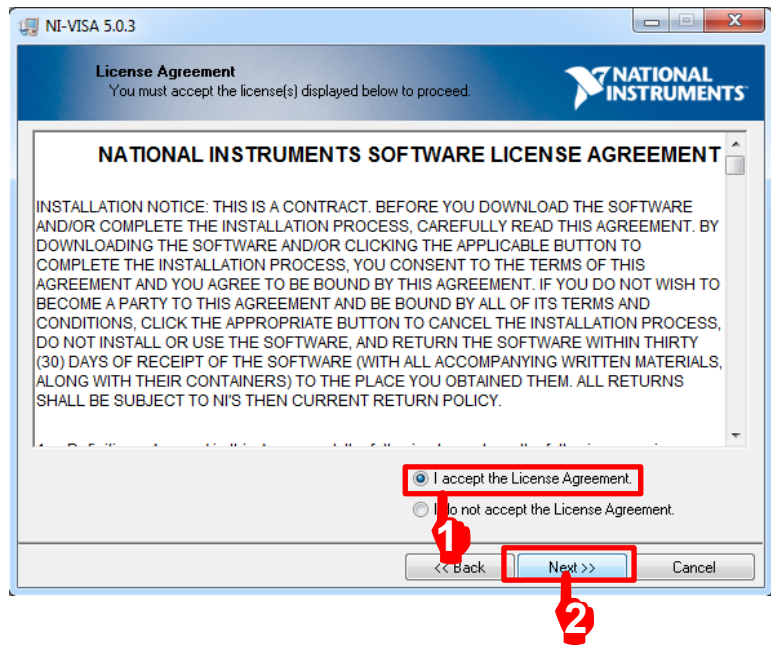 NI-VISA 5.0.3
License Agreement
You must accept the license(s) displayed below to proceed.
NATIONAL
INSTRUMENTS
NATIONAL INSTRUMENTS SOFTWARE LICENSE AGREEMENT
INSTALLATION NOTICE: THIS IS A CONTRACT. BEFORE YOU DOWNLOAD THE SOFTWARE
AND/OR COMPLETE THE INSTALLATION PROCESS, CAREFULLY READ THIS AGREEMENT. BY
DOWNLOADING THE SOFTWARE AND/OR CLICKING THE APPLICABLE BUTTON TO
COMPLETE THE INSTALLATION PROCESS, YOU CONSENT TO THE TERMS OF THIS
AGREEMENT AND YOU AGREE TO BE BOUND BY THIS AGREEMENT. IF YOU DO NOT WISH TO
BECOME A PARTY TO THIS AGREEMENT AND BE BOUND BY ALL OF ITS TERMS AND
CONDITIONS, CLICK THE APPROPRIATE BUTTON TO CANCEL THE INSTALLATION PROCESS,
DO NOT INSTALL OR USE THE SOFTWARE, AND RETURN THE SOFTWARE WITHIN THIRTY
(30) DAYS OF RECEIPT OF THE SOFTWARE (WITH ALL ACCOMPANYING WRITTEN MATERIALS,
ALONG WITH THEIR CONTAINERS) TO THE PLACE YOU OBTAINED THEM. ALL RETURNS
SHALL BE SUBJECT TO NI'S THEN CURRENT RETURN POLICY.
I accept the License Agreement.
I do not accept the License Agreement.
1
<< Back Next >> Cancel
2